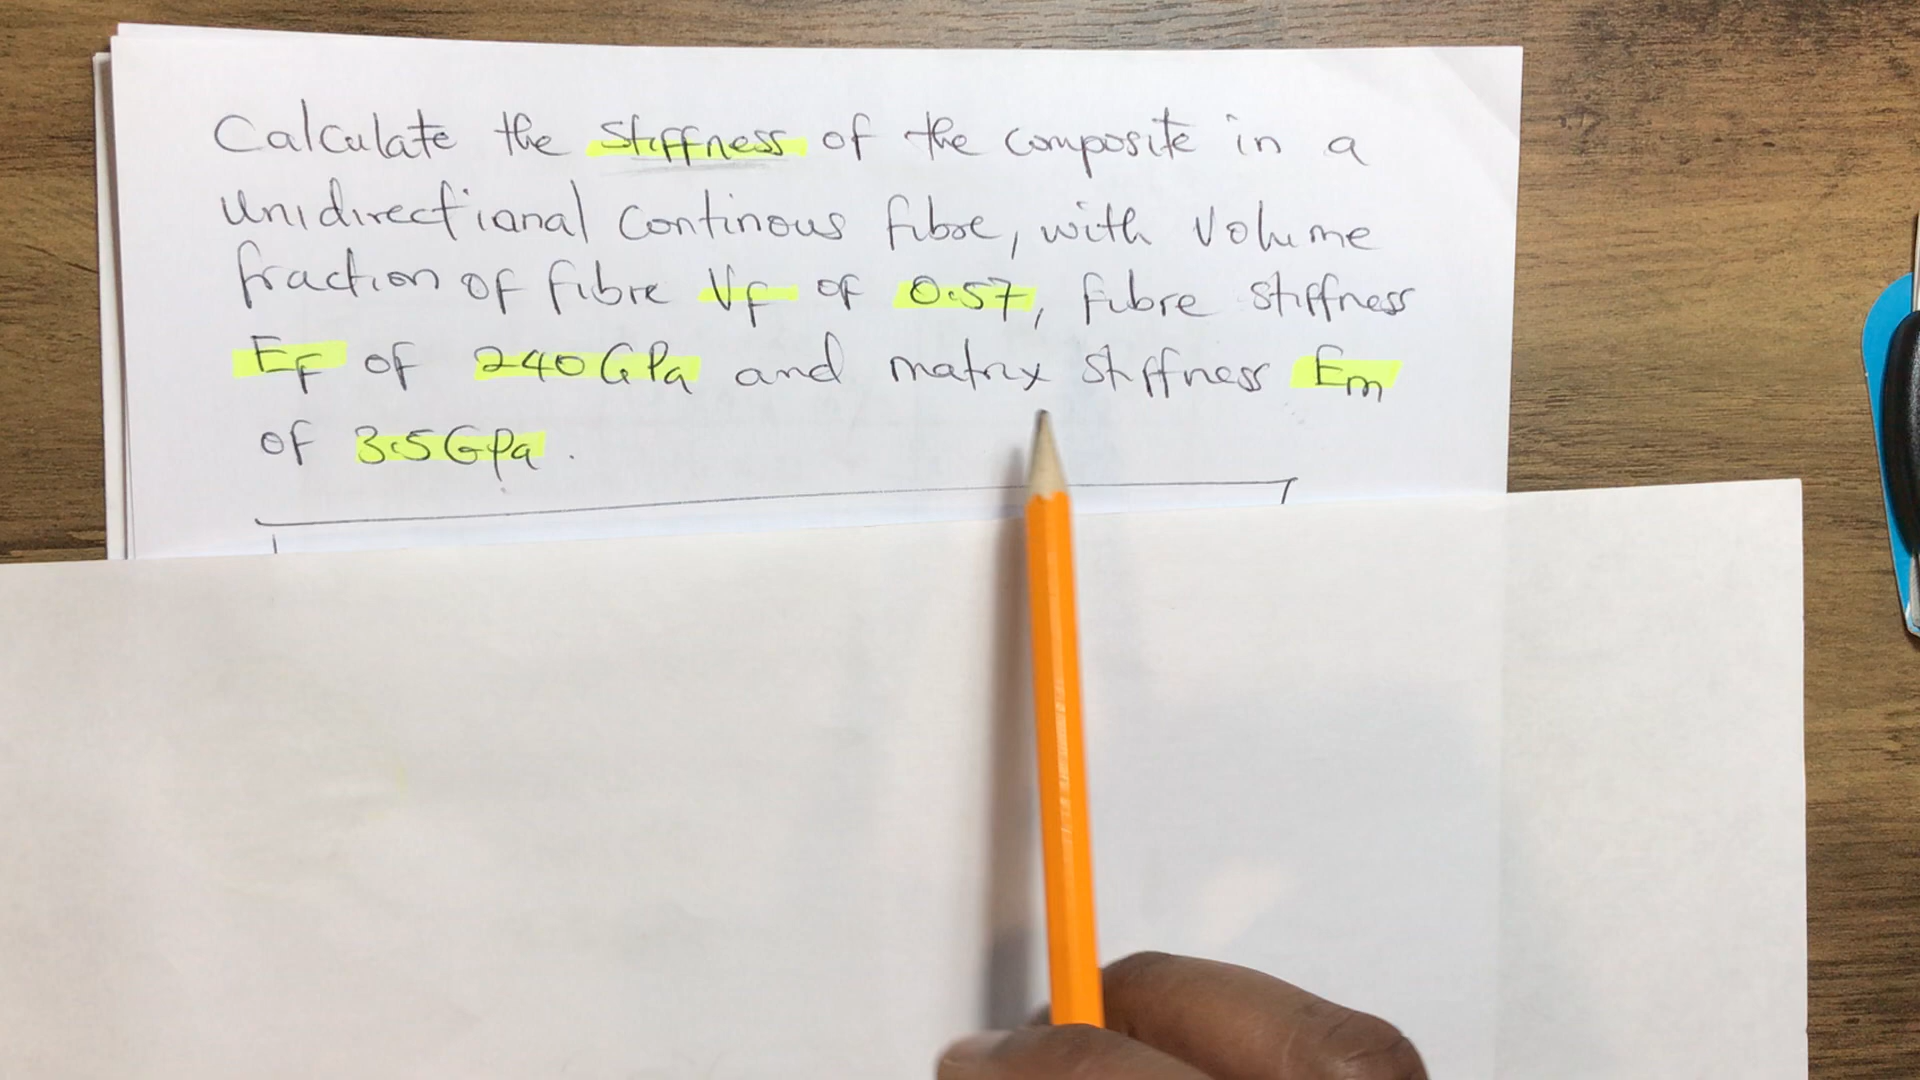 Calculate the stiffness of the composite in a
unidirectional continous fibre, with volume
fraction of fibre Vf of 0.57, fibre stiffness
Ef of 240GPa and matrix stiffness Em
of 3.5GPa.